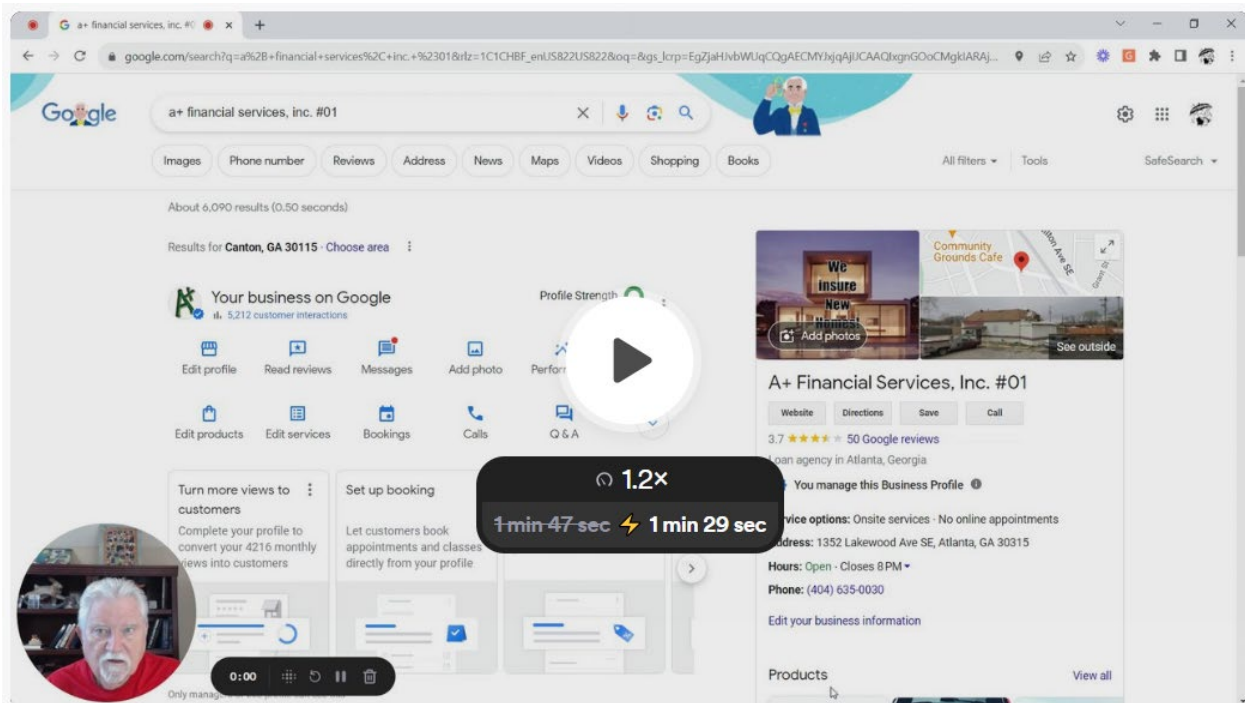 a+ financial services, inc. #0
google.com/search?q=a%2B+financial+services%2C+inc.+%2301&rlz=1C1CHBF_enUS822US822&oq=&gs_lcrp=
Google
a+ financial services, inc. #01
Images Phone number Reviews Address News Maps Videos Shopping Books All filters Tools SafeSearch
About 6,090 results (0.50 seconds)
Results for Canton, GA 30115 · Choose area
Your business on Google
5,212 customer interactions
Profile Strength
Edit profile Read reviews Messages Add photo Perfor
Edit products Edit services Bookings Calls Q & A
Turn more views to customers
Complete your profile to
convert your 4216 monthly
views into customers
Set up booking
Let customers book
appointments and classes
directly from your profile
1.2×
1 min 47 sec ⚡ 1 min 29 sec
0:00
Only manag
We
insure
New
Homes!
Add photos
Community
Grounds Cafe
Grant St
See outside
A+ Financial Services, Inc. #01
Website Directions Save Call
3.7 50 Google reviews
Loan agency in Atlanta, Georgia
You manage this Business Profile
rvice options: Onsite services · No online appointments
ddress: 1352 Lakewood Ave SE, Atlanta, GA 30315
Hours: Open · Closes 8 PM
Phone: (404) 635-0030
Edit your business information
Products View all